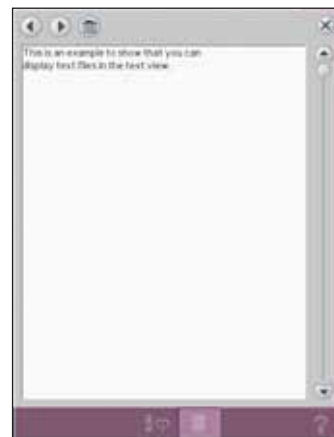 This is an example to show that you can
display text files in the text view.
?